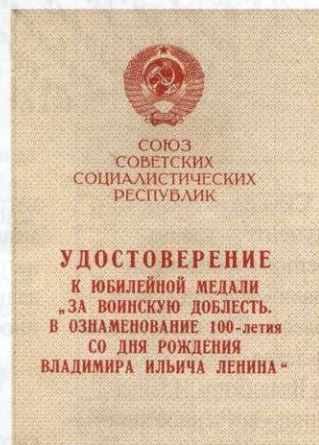 СОЮЗ
СОВЕТСКИХ
СОЦИАЛИСТИЧЕСКИХ
РЕСПУБЛИК
УДОСТОВЕРЕНИЕ
К ЮБИЛЕЙНОЙ МЕДАЛИ
„ЗА ВОИНСКУЮ ДОБЛЕСТЬ.
В ОЗНАМЕНОВАНИЕ 100-летия
СО ДНЯ РОЖДЕНИЯ
ВЛАДИМИРА ИЛЬИЧА ЛЕНИНА“